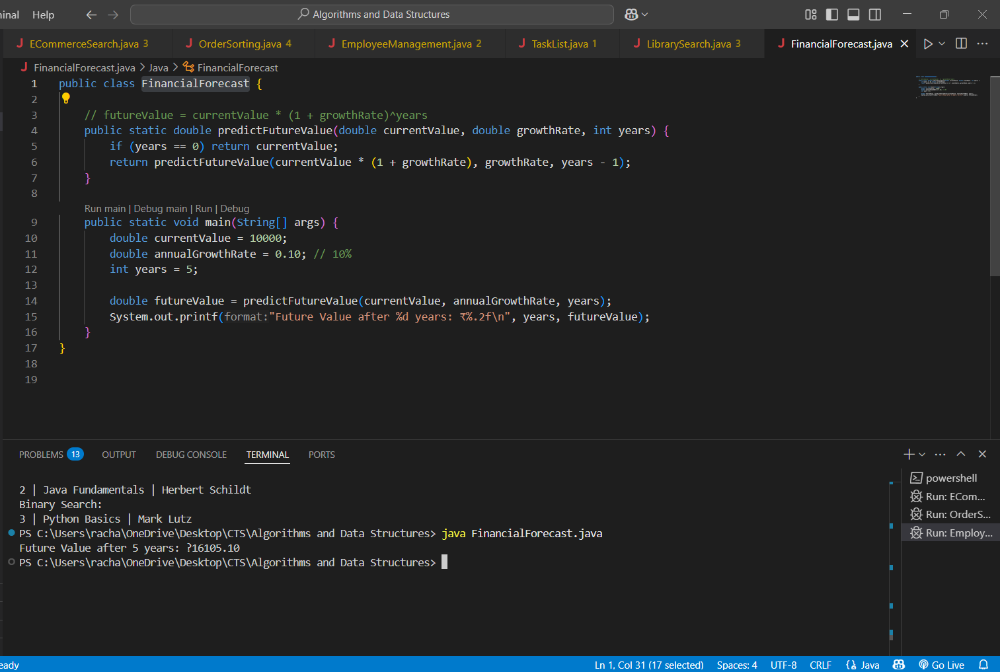 Help
Algorithms and Data Structures
ECommerceSearch.java 3
OrderSorting.java 4
EmployeeManagement.java 2
TaskList.java 1
LibrarySearch.java 3
FinancialForecast.java
FinancialForecast.java > Java > FinancialForecast
1 public class FinancialForecast {
2
3 // futureValue = currentValue * (1 + growthRate)^years
4 public static double predictFutureValue(double currentValue, double growthRate, int years) {
5 if (years == 0) return currentValue;
6 return predictFutureValue(currentValue * (1 + growthRate), growthRate, years - 1);
7 }
8
Run main | Debug main | Run | Debug
9 public static void main(String[] args) {
10 double currentValue = 10000;
11 double annualGrowthRate = 0.10; // 10%
12 int years = 5;
13
14 double futureValue = predictFutureValue(currentValue, annualGrowthRate, years);
15 System.out.printf(format:"Future Value after %d years: ₹%.2f\n", years, futureValue);
16 }
17 }
18
19
PROBLEMS 13 OUTPUT DEBUG CONSOLE TERMINAL PORTS
2 | Java Fundamentals | Herbert Schildt
Binary Search:
3 | Python Basics | Mark Lutz
PS C:\Users\racha\OneDrive\Desktop\CTS\Algorithms and Data Structures> java FinancialForecast.java
Future Value after 5 years: ?16105.10
PS C:\Users\racha\OneDrive\Desktop\CTS\Algorithms and Data Structures>
powershell
Run: ECom...
Run: OrderS...
Run: Employ...
eady
Ln 1, Col 31 (17 selected) Spaces: 4 UTF-8 CRLF Java Go Live